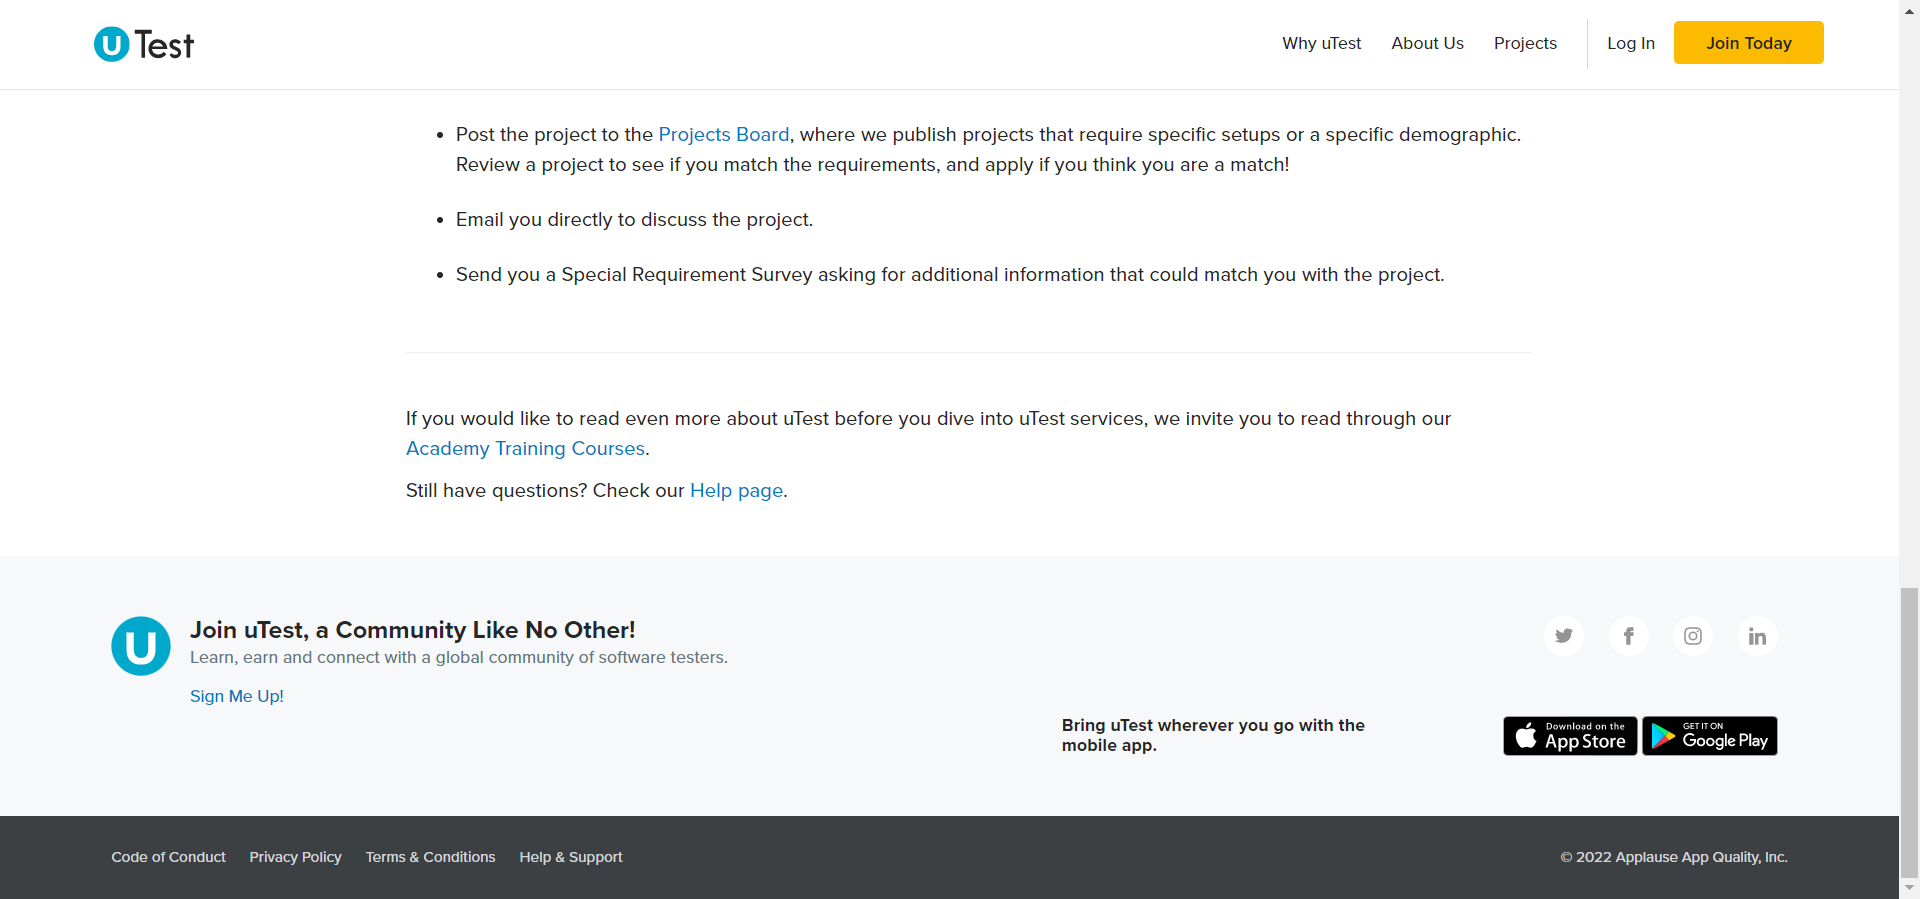 U Test
Why uTest
About Us
Projects
Log In
Join Today
• Post the project to the Projects Board, where we publish projects that require specific setups or a specific demographic.
Review a project to see if you match the requirements, and apply if you think you are a match!
• Email you directly to discuss the project.
• Send you a Special Requirement Survey asking for additional information that could match you with the project.
If you would like to read even more about uTest before you dive into uTest services, we invite you to read through our
Academy Training Courses.
Still have questions? Check our Help page.
U
Join uTest, a Community Like No Other!
Learn, earn and connect with a global community of software testers.
Sign Me Up!
f
in
Bring uTest wherever you go with the
mobile app.
Download on the
App Store
GET IT ON
Google Play
Code of Conduct
Privacy Policy
Terms & Conditions
Help & Support
© 2022 Applause App Quality, Inc.